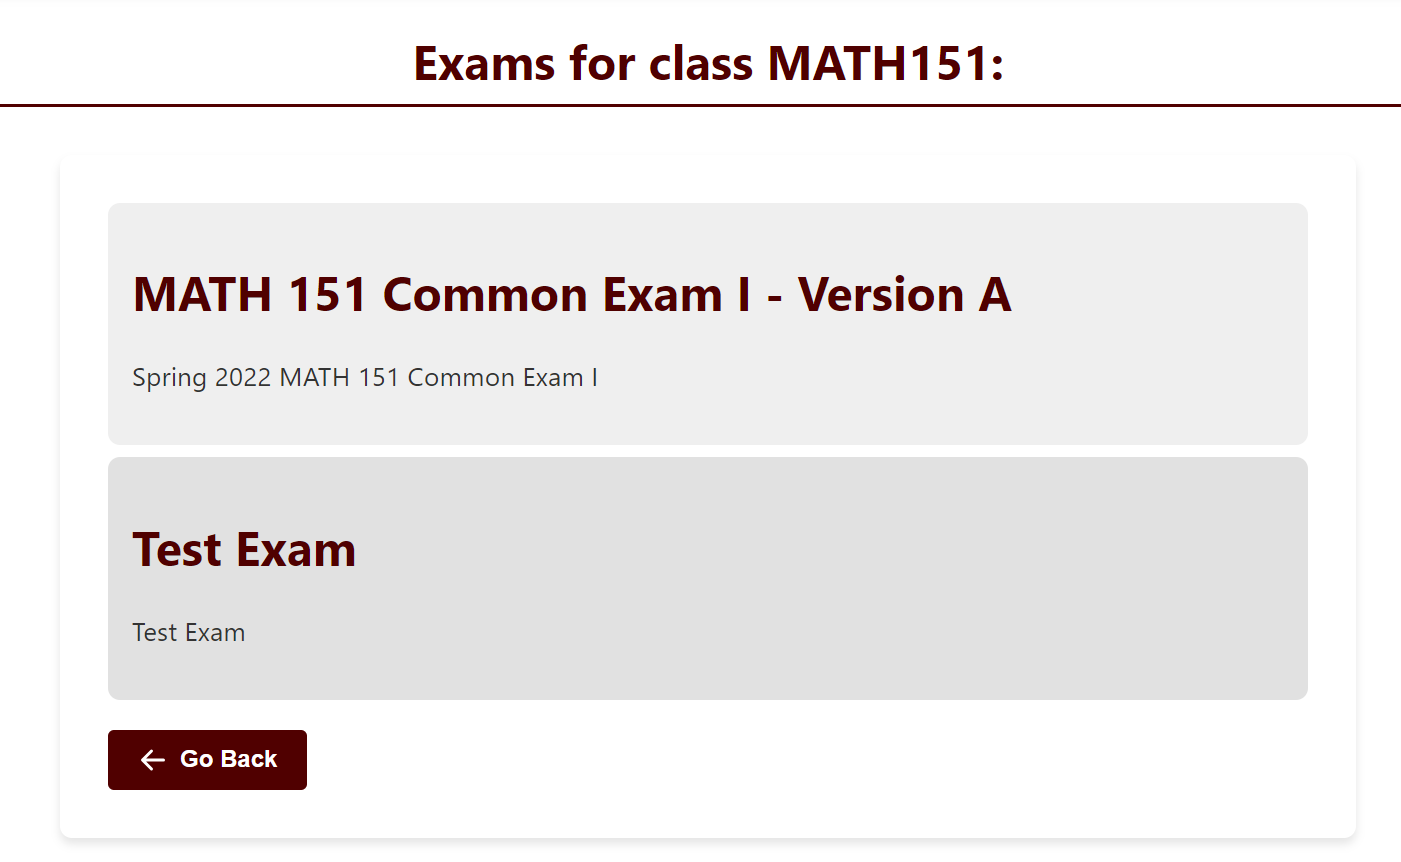 Exams for class MATH151:
MATH 151 Common Exam I - Version A
Spring 2022 MATH 151 Common Exam I
Test Exam
Test Exam
Go Back